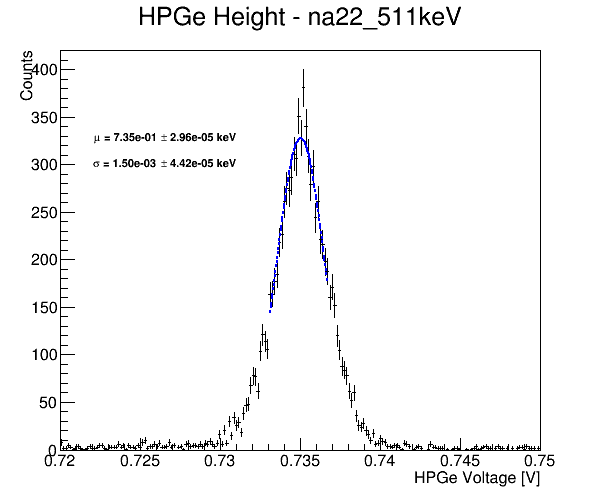 HPGe Height - na22_511keV
Counts
400
350
μ = 7.35e-01 ± 2.96e-05 keV
300
σ = 1.50e-03 ± 4.42e-05 keV
250
200
150
100
50
0
0.72 0.725 0.73 0.735 0.74 0.745 0.75
HPGe Voltage [V]